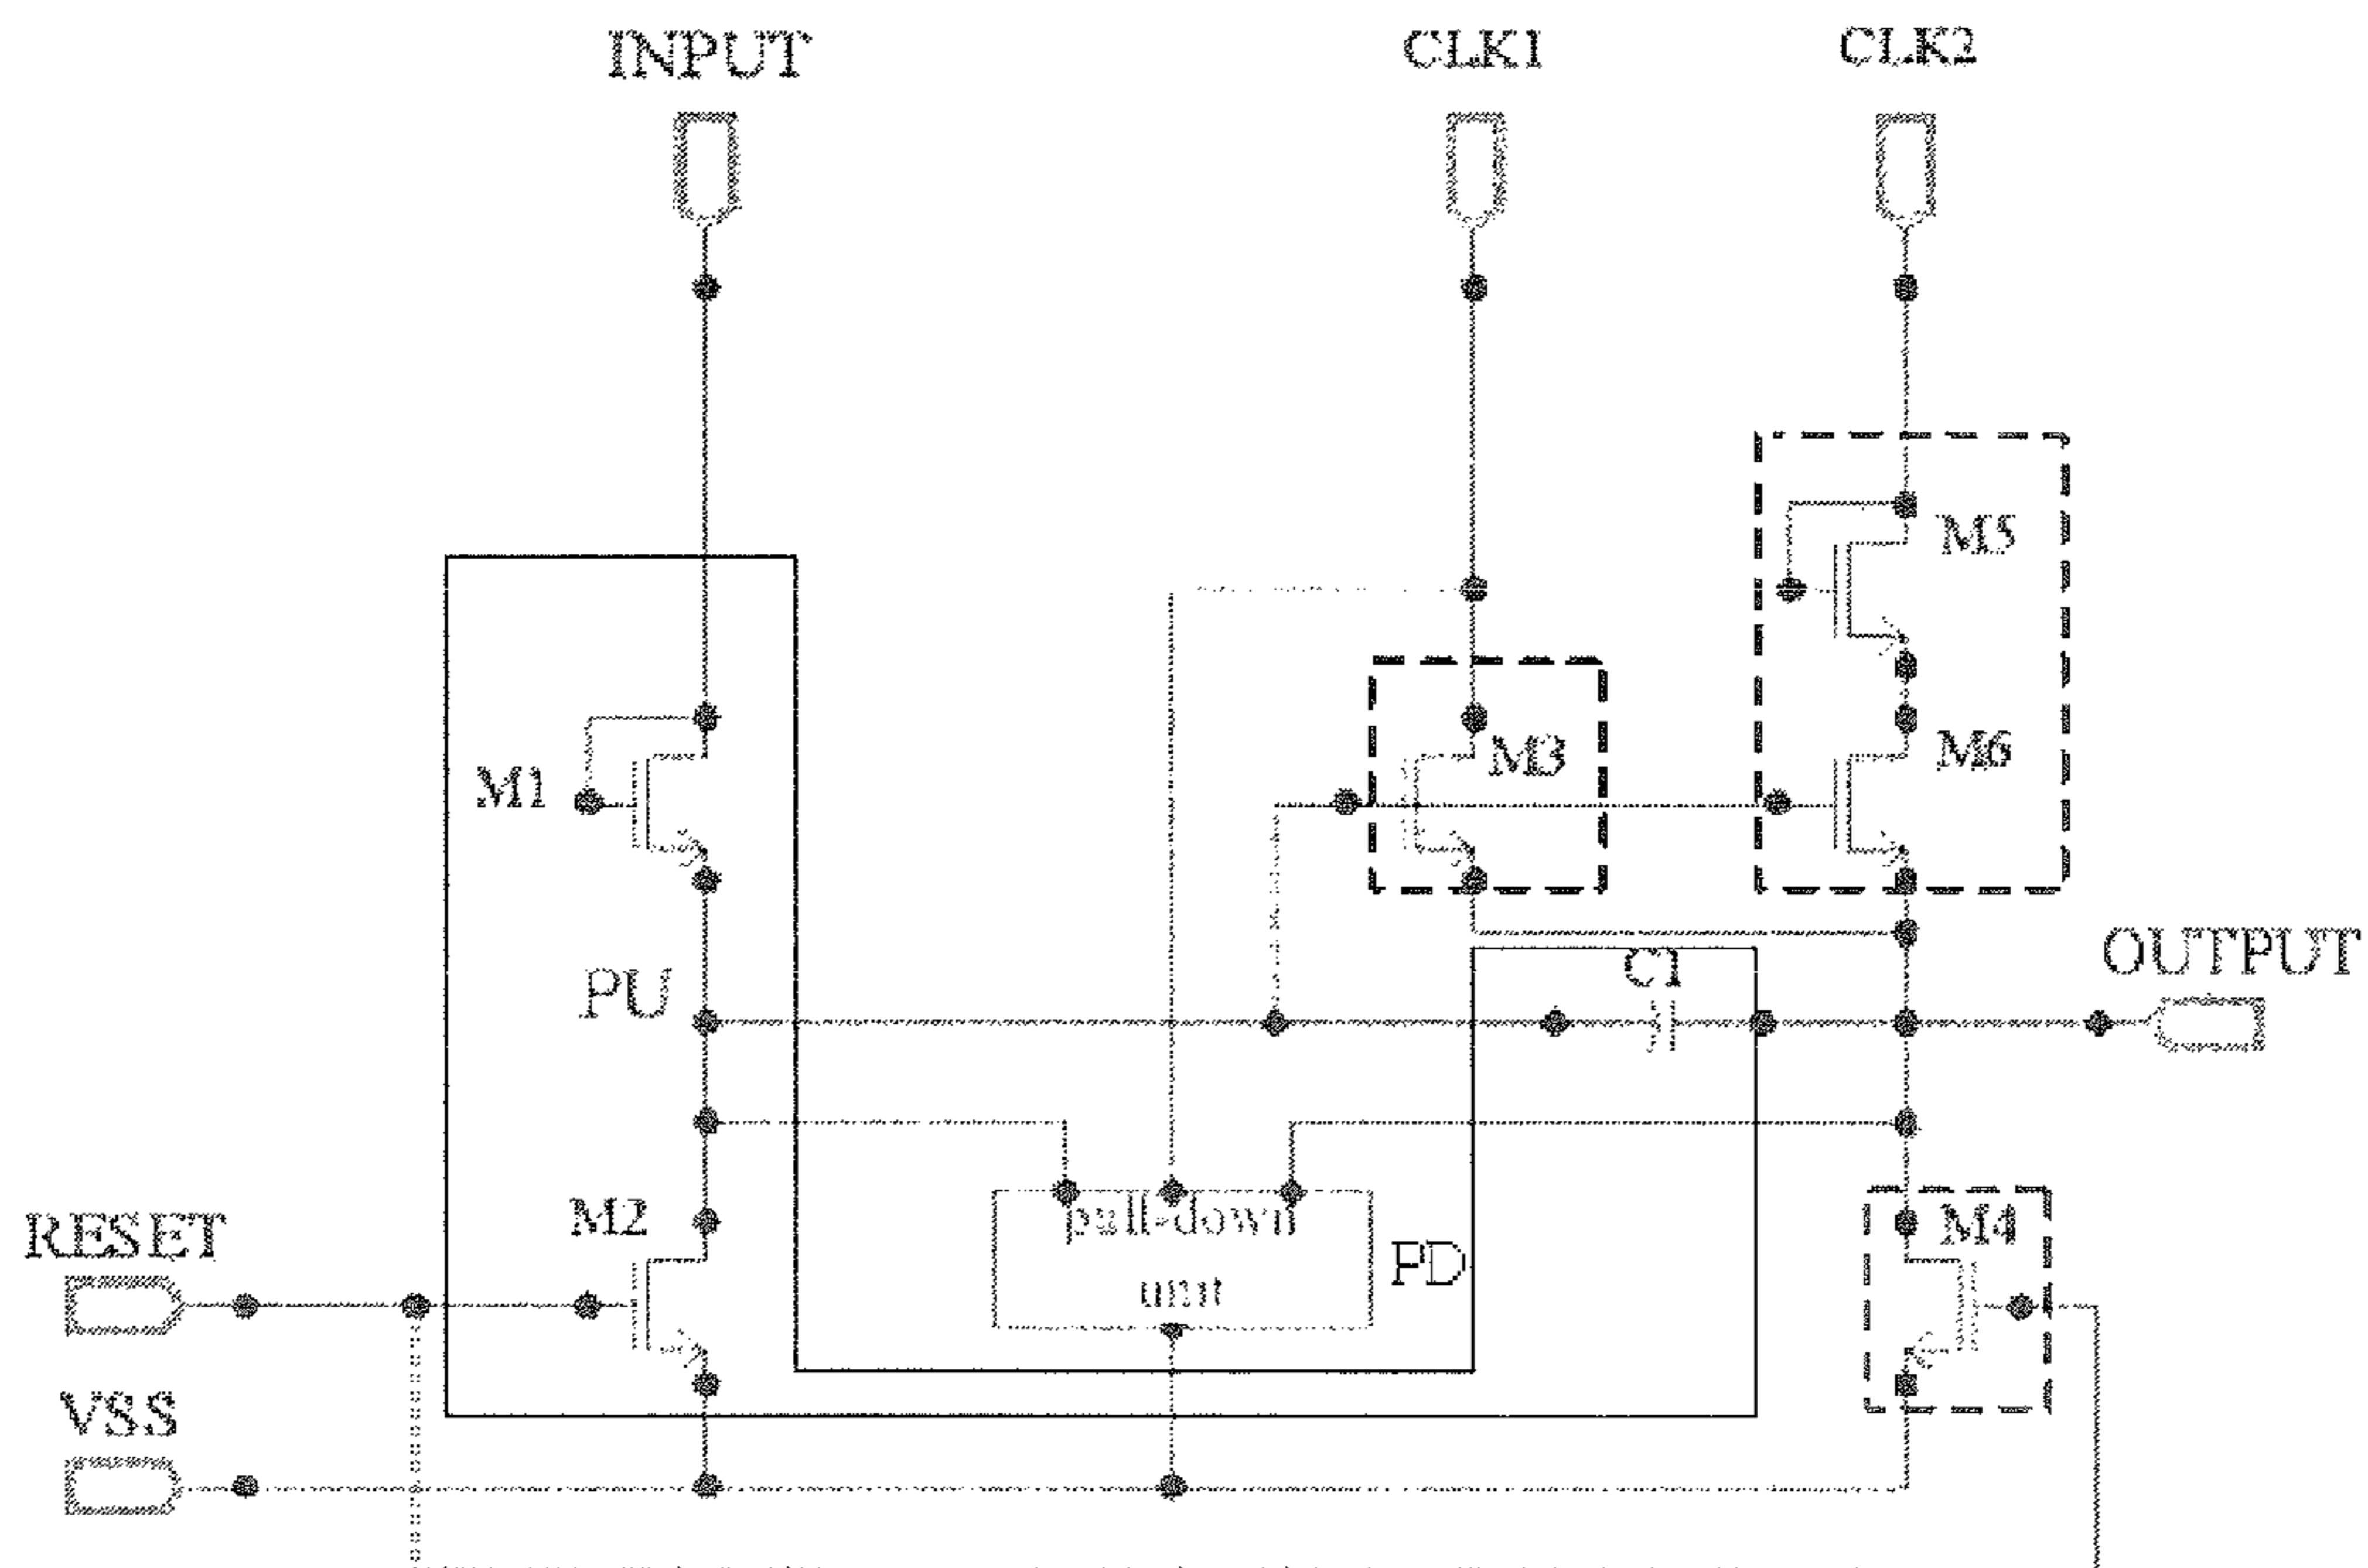 INPUT
CLK1
CLK2
M5
M3
M6
M1
OUTPUT
C1
PU
M2
pull-down
unit
PD
M4
RESET
VSS